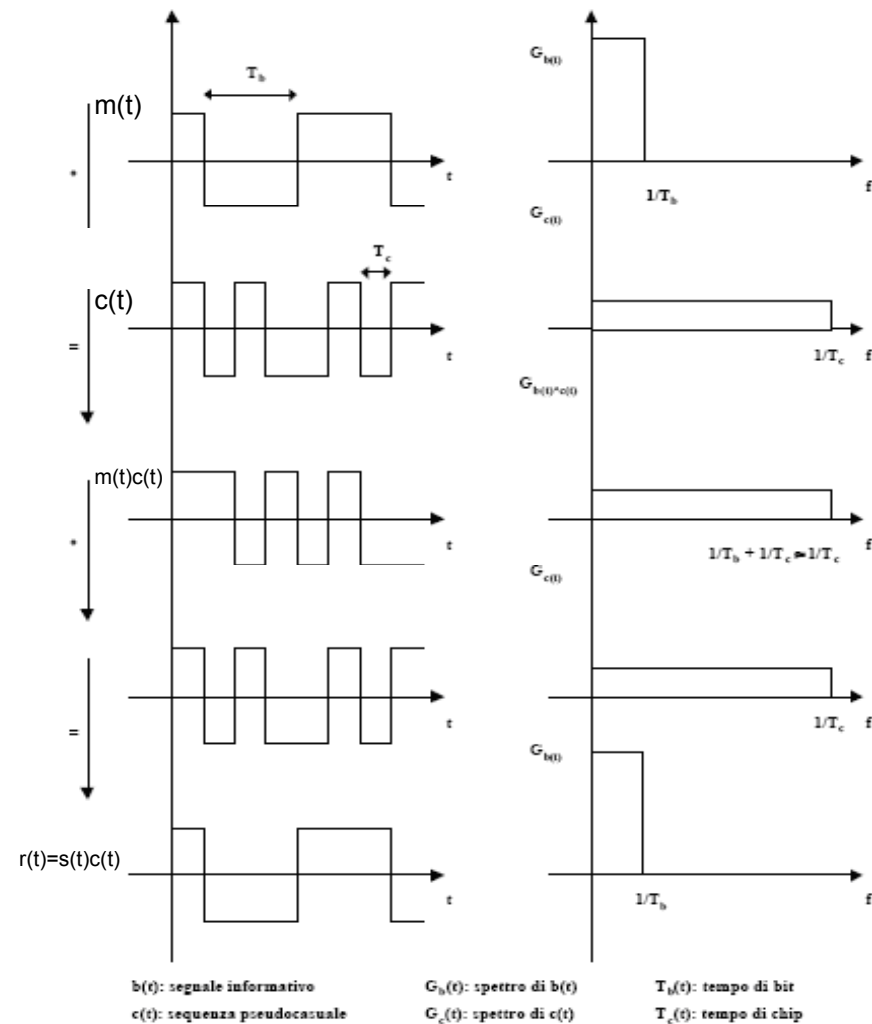 T_b
G_b(t)
m(t)
*
t
f
1/T_b
G_c(t)
T_c
c(t)
=
t
1/T_c
f
G_b(t)*c(t)
m(t)c(t)
*
t
f
1/T_b + 1/T_c ≈ 1/T_c
G_c(t)
=
t
1/T_c
f
G_b(t)
r(t)=s(t)c(t)
t
1/T_b
f
b(t): segnale informativo G_b(t): spettro di b(t) T_b(t): tempo di bit
c(t): sequenza pseudocasuale G_c(t): spettro di c(t) T_c(t): tempo di chip